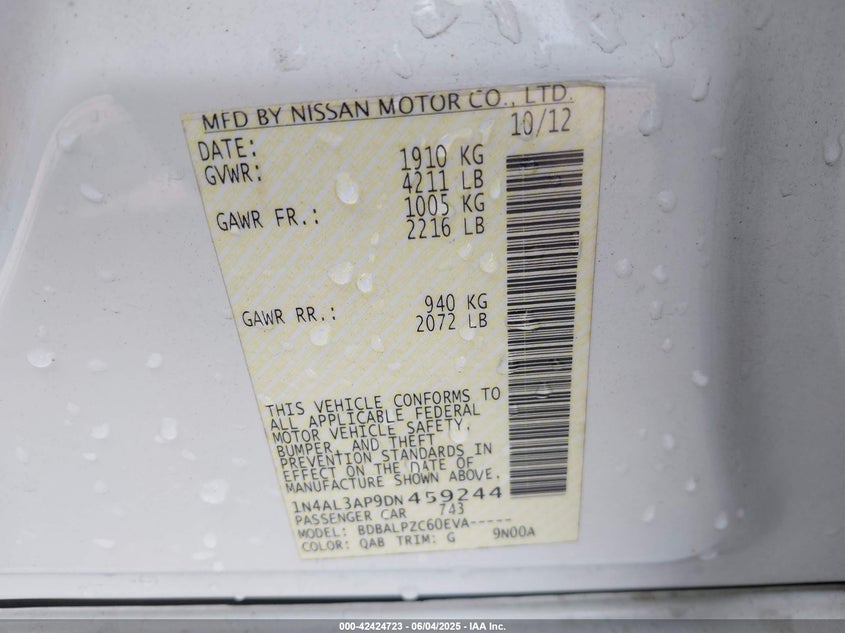 MFD BY NISSAN MOTOR CO., LTD.
DATE: 10/12
GVWR: 1910 KG
4211 LB
GAWR FR.: 1005 KG
2216 LB
GAWR RR.: 940 KG
2072 LB
THIS VEHICLE CONFORMS TO
ALL APPLICABLE FEDERAL
MOTOR VEHICLE SAFETY,
BUMPER, AND THEFT
PREVENTION STANDARDS IN
EFFECT ON THE DATE OF
MANUFACTURE SHOWN ABOVE.
1N4AL3AP9DN459244
PASSENGER CAR 743
MODEL: BDBALPZC60EVA-----
COLOR: QAB TRIM: G 9N00A
000-42424723 - 06/04/2025 - IAA Inc.